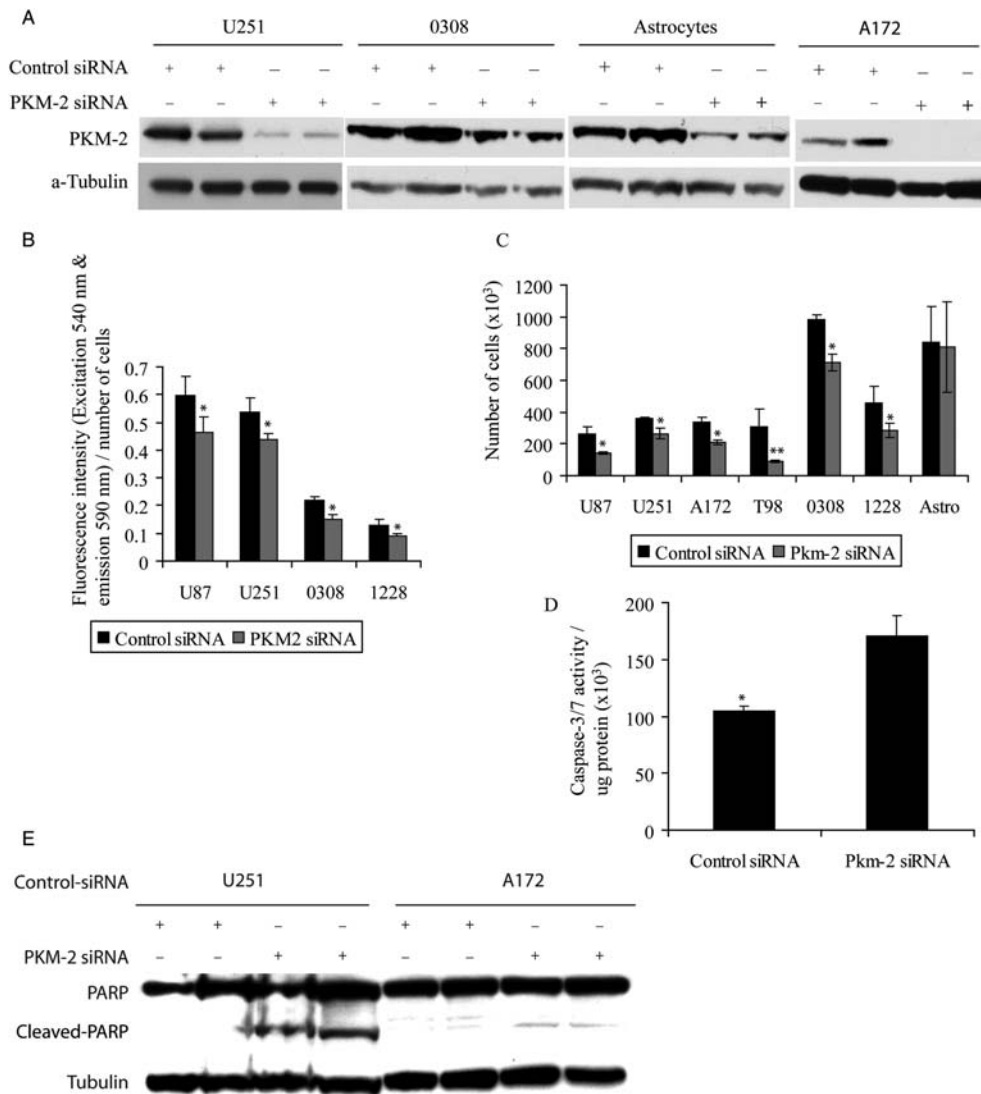 A
U251 0308 Astrocytes A172
Control siRNA + + – – + + – – + + – – + + – –
PKM-2 siRNA – – + + – – + + – – + + – – + +
PKM-2
a-Tubulin
B
Fluorescence intensity (Excitation 540 nm &
emission 590 nm) / number of cells
0.7
0.6
0.5
0.4
0.3
0.2
0.1
0
* * * *
U87 U251 0308 1228
Control siRNA PKM2 siRNA
C
Number of cells (x10³)
1200
1000
800
600
400
200
0
* * * ** * *
U87 U251 A172 T98 0308 1228 Astro
Control siRNA Pkm-2 siRNA
D
Caspase-3/7 activity /
ug protein (x10³)
200
150
100
50
0
*
Control siRNA Pkm-2 siRNA
E
U251 A172
Control-siRNA + + – – + + – –
PKM-2 siRNA – – + + – – + +
PARP
Cleaved-PARP
Tubulin